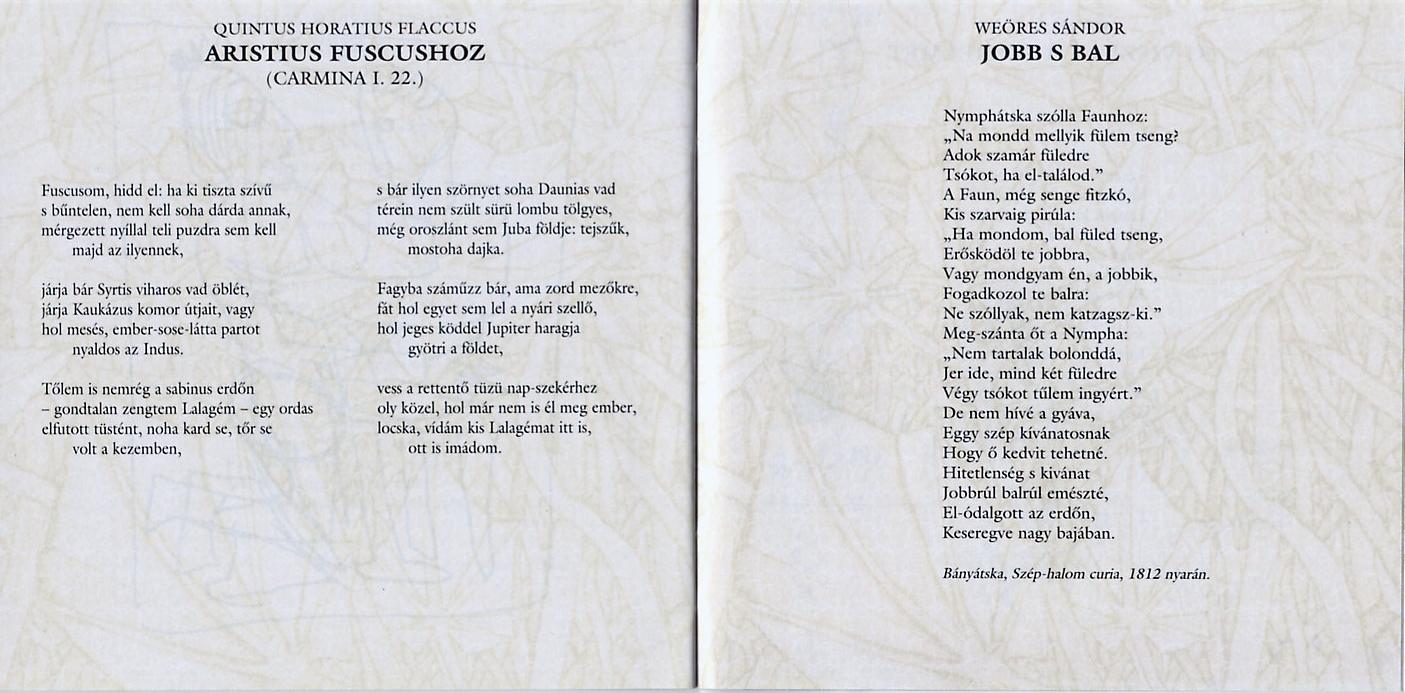 QUINTUS HORATIUS FLACCUS
ARISTIUS FUSCUSHOZ
(CARMINA I. 22.)
Fuscusom, hidd el: ha ki tiszta szívű
s bűntelen, nem kell soha dárda annak,
mérgezett nyíllal teli puzdra sem kell
majd az ilyennek,
járja bár Syrtis viharos vad öblét,
járja Kaukázus komor útjait, vagy
hol mesés, ember-sose-látta partot
nyaldos az Indus.
Tőlem is nemrég a sabinus erdőn
– gondtalan zengtem Lalagém – egy ordas
elfutott tüstént, noha kard se, tőr se
volt a kezemben,
s bár ilyen szörnyet soha Daunias vad
térein nem szült sürü lombu tölgyes,
még oroszlánt sem Juba földje: tejszűk,
mostoha dajka.
Fagyba száműzz bár, ama zord mezőkre,
fát hol egyet sem lel a nyári szellő,
hol jeges köddel Jupiter haragja
gyötri a földet,
vess a rettentő tüzü nap-szekérhez
oly közel, hol már nem is él meg ember,
locska, vídám kis Lalagémat itt is,
ott is imádom.
WEÖRES SÁNDOR
JOBB S BAL
Nymphátska szólla Faunhoz:
„Na mondd mellyik fülem tseng?
Adok szamár füledre
Tsókot, ha el-találod.”
A Faun, még senge fitzkó,
Kis szarvaig pirúla:
„Ha mondom, bal füled tseng,
Erősködöl te jobbra,
Vagy mondgyam én, a jobbik,
Fogadkozol te balra:
Ne szóllyak, nem katzagsz-ki.”
Meg-szánta őt a Nympha:
„Nem tartalak bolonddá,
Jer ide, mind két füledre
Végy tsókot tűlem ingyért.”
De nem hívé a gyáva,
Eggy szép kívánatosnak
Hogy ő kedvit tehetné.
Hitetlenség s kivánat
Jobbrúl balrúl emészté,
El-ódalgott az erdőn,
Keseregve nagy bajában.
Bányátska, Szép-halom curia, 1812 nyarán.